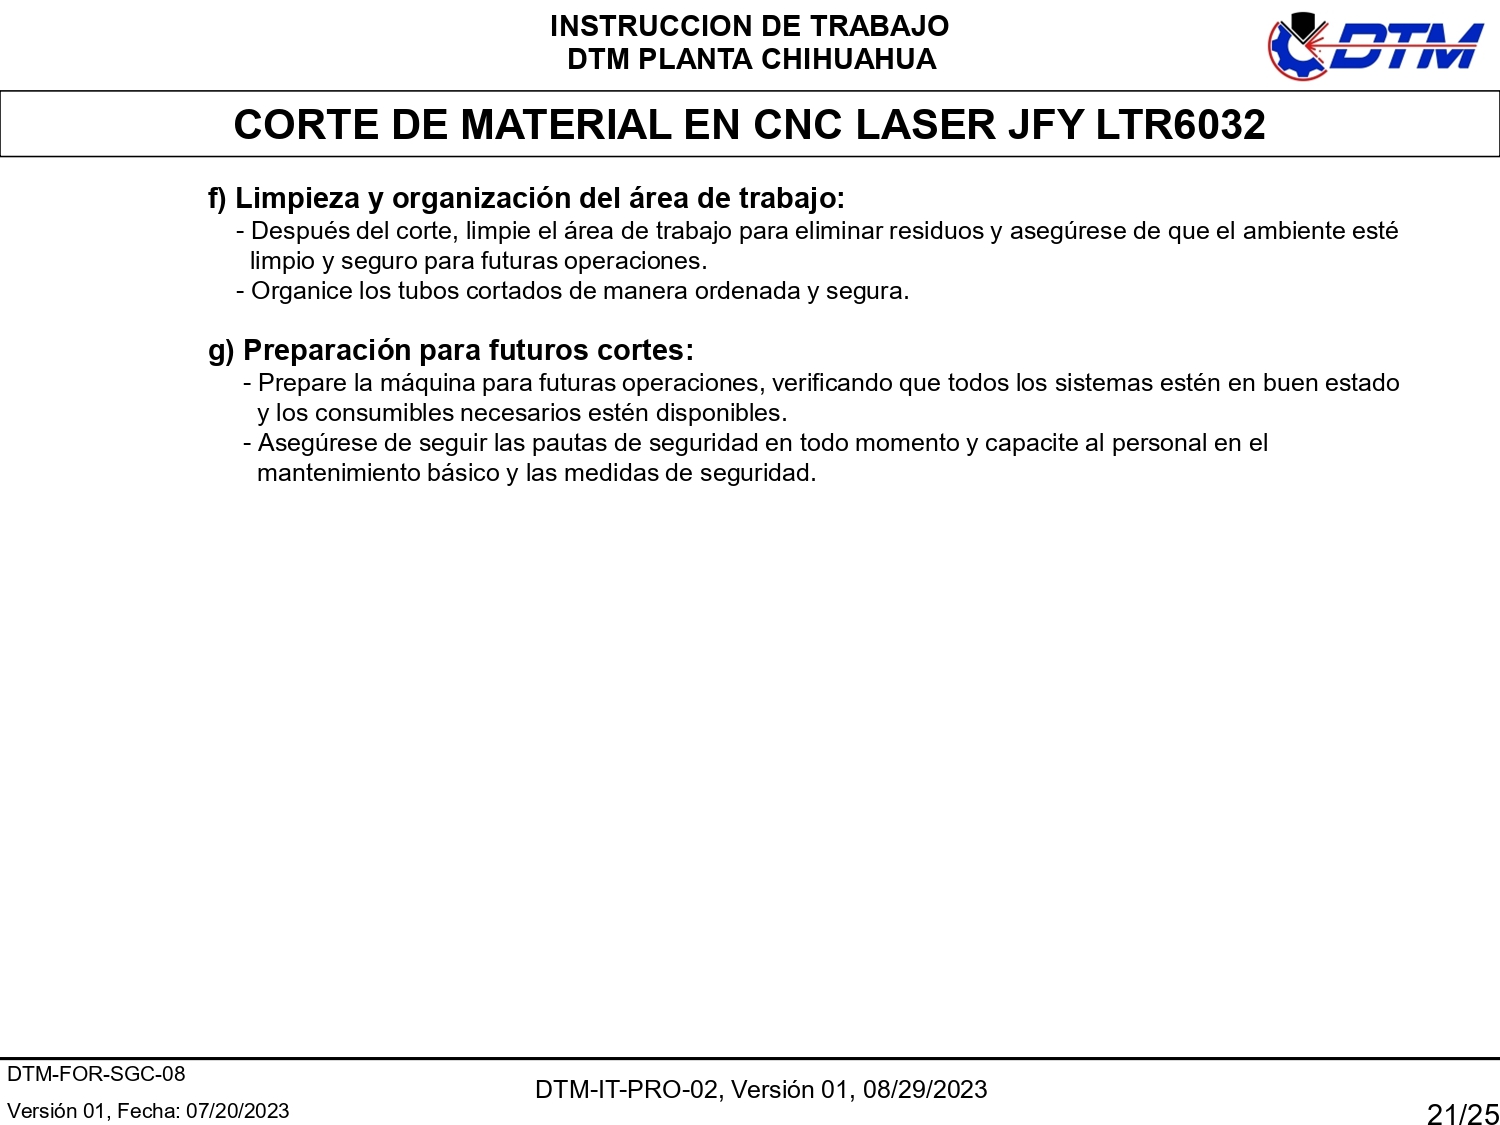 INSTRUCCION DE TRABAJO
DTM PLANTA CHIHUAHUA
DTM
CORTE DE MATERIAL EN CNC LASER JFY LTR6032
f) Limpieza y organización del área de trabajo:
- Después del corte, limpie el área de trabajo para eliminar residuos y asegúrese de que el ambiente esté
limpio y seguro para futuras operaciones.
- Organice los tubos cortados de manera ordenada y segura.
g) Preparación para futuros cortes:
- Prepare la máquina para futuras operaciones, verificando que todos los sistemas estén en buen estado
y los consumibles necesarios estén disponibles.
- Asegúrese de seguir las pautas de seguridad en todo momento y capacite al personal en el
mantenimiento básico y las medidas de seguridad.
DTM-FOR-SGC-08
Versión 01, Fecha: 07/20/2023
DTM-IT-PRO-02, Versión 01, 08/29/2023
21/25